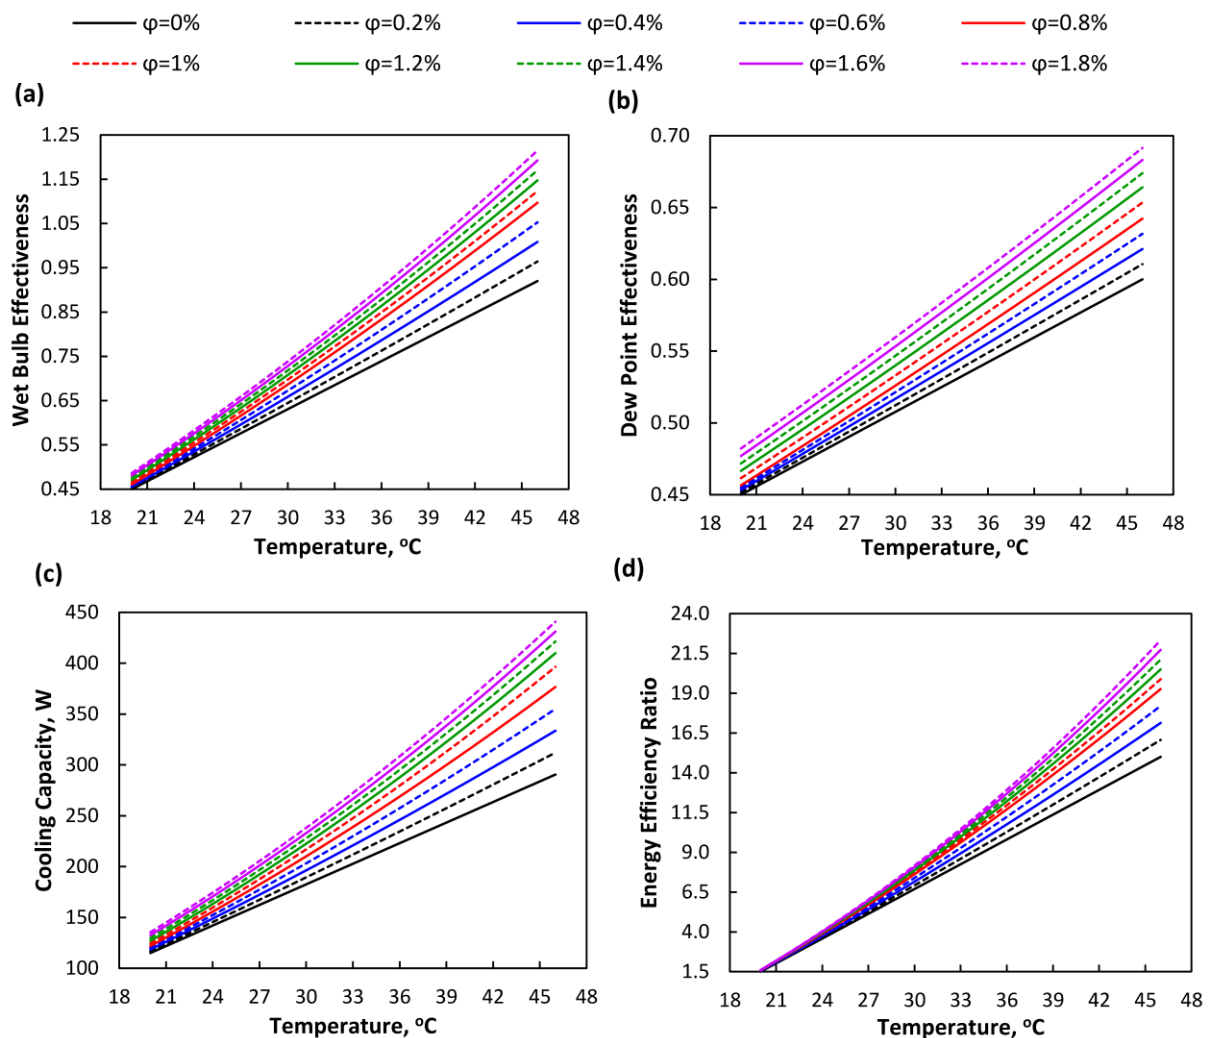 φ=0% φ=0.2% φ=0.4% φ=0.6% φ=0.8%
φ=1% φ=1.2% φ=1.4% φ=1.6% φ=1.8%
(a)
Wet Bulb Effectiveness
1.25
1.15
1.05
0.95
0.85
0.75
0.65
0.55
0.45
18 21 24 27 30 33 36 39 42 45 48
Temperature, °C
(b)
Dew Point Effectiveness
0.70
0.65
0.60
0.55
0.50
0.45
18 21 24 27 30 33 36 39 42 45 48
Temperature, °C
(c)
Cooling Capacity, W
450
400
350
300
250
200
150
100
18 21 24 27 30 33 36 39 42 45 48
Temperature, °C
(d)
Energy Efficiency Ratio
24.0
21.5
19.0
16.5
14.0
11.5
9.0
6.5
4.0
1.5
18 21 24 27 30 33 36 39 42 45 48
Temperature, °C